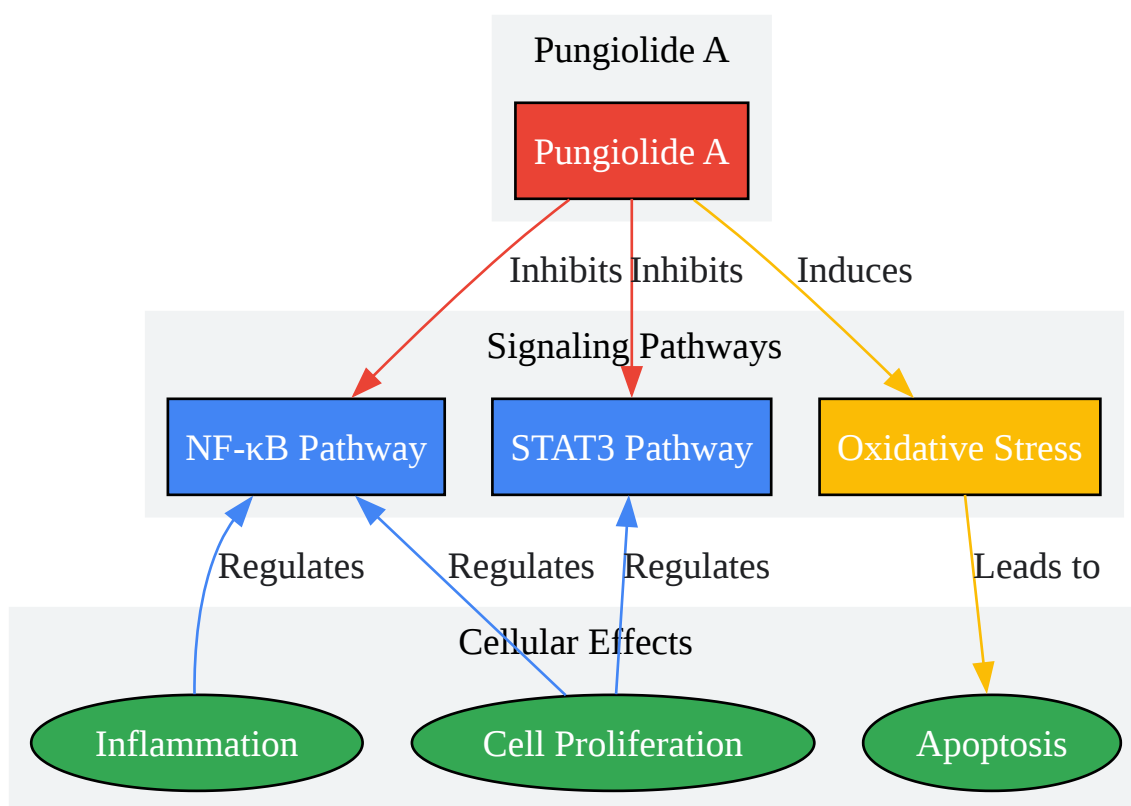 Pungiolide A
Pungiolide A
Inhibits
Inhibits
Induces
Signaling Pathways
NF-κB Pathway
STAT3 Pathway
Oxidative Stress
Regulates
Regulates
Regulates
Leads to
Cellular Effects
Inflammation
Cell Proliferation
Apoptosis